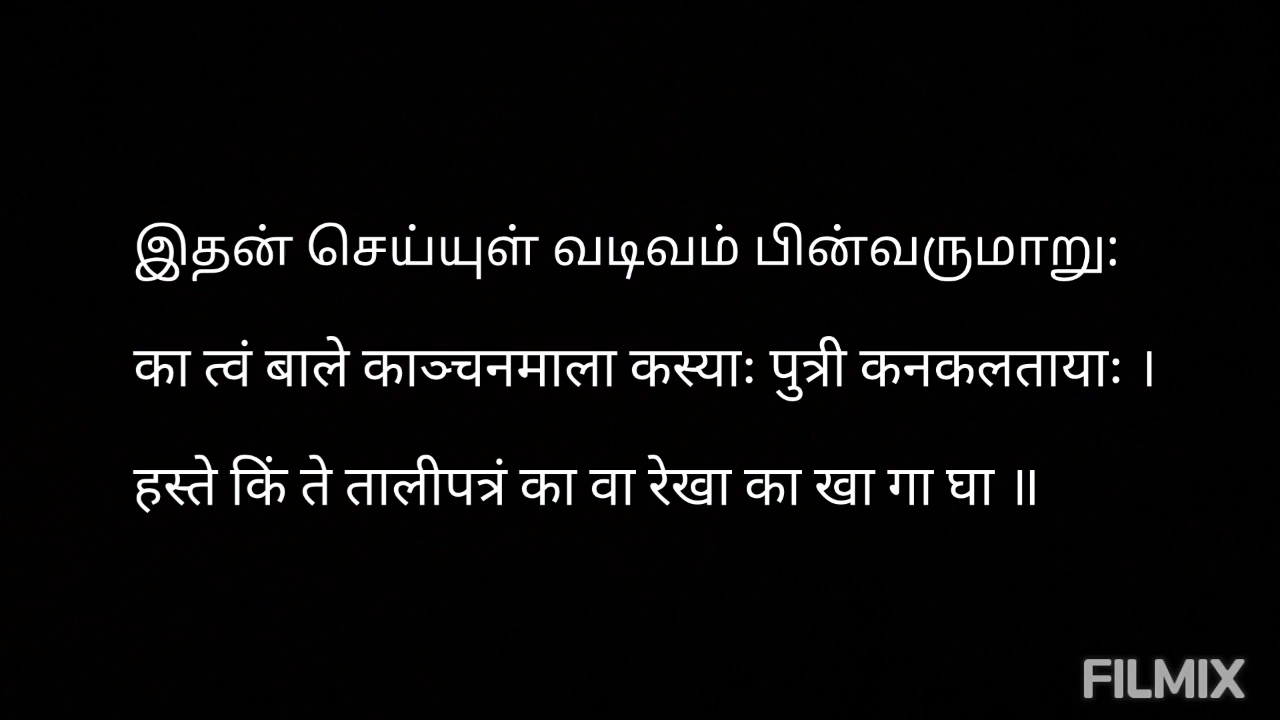 இதன் செய்யுள் வடிவம் பின்வருமாறு:
का त्वं बाले काञ्चनमाला कस्याः पुत्री कनकलतायाः ।
हस्ते किं ते तालीपत्रं का वा रेखा का खा गा घा ॥
FILMIX